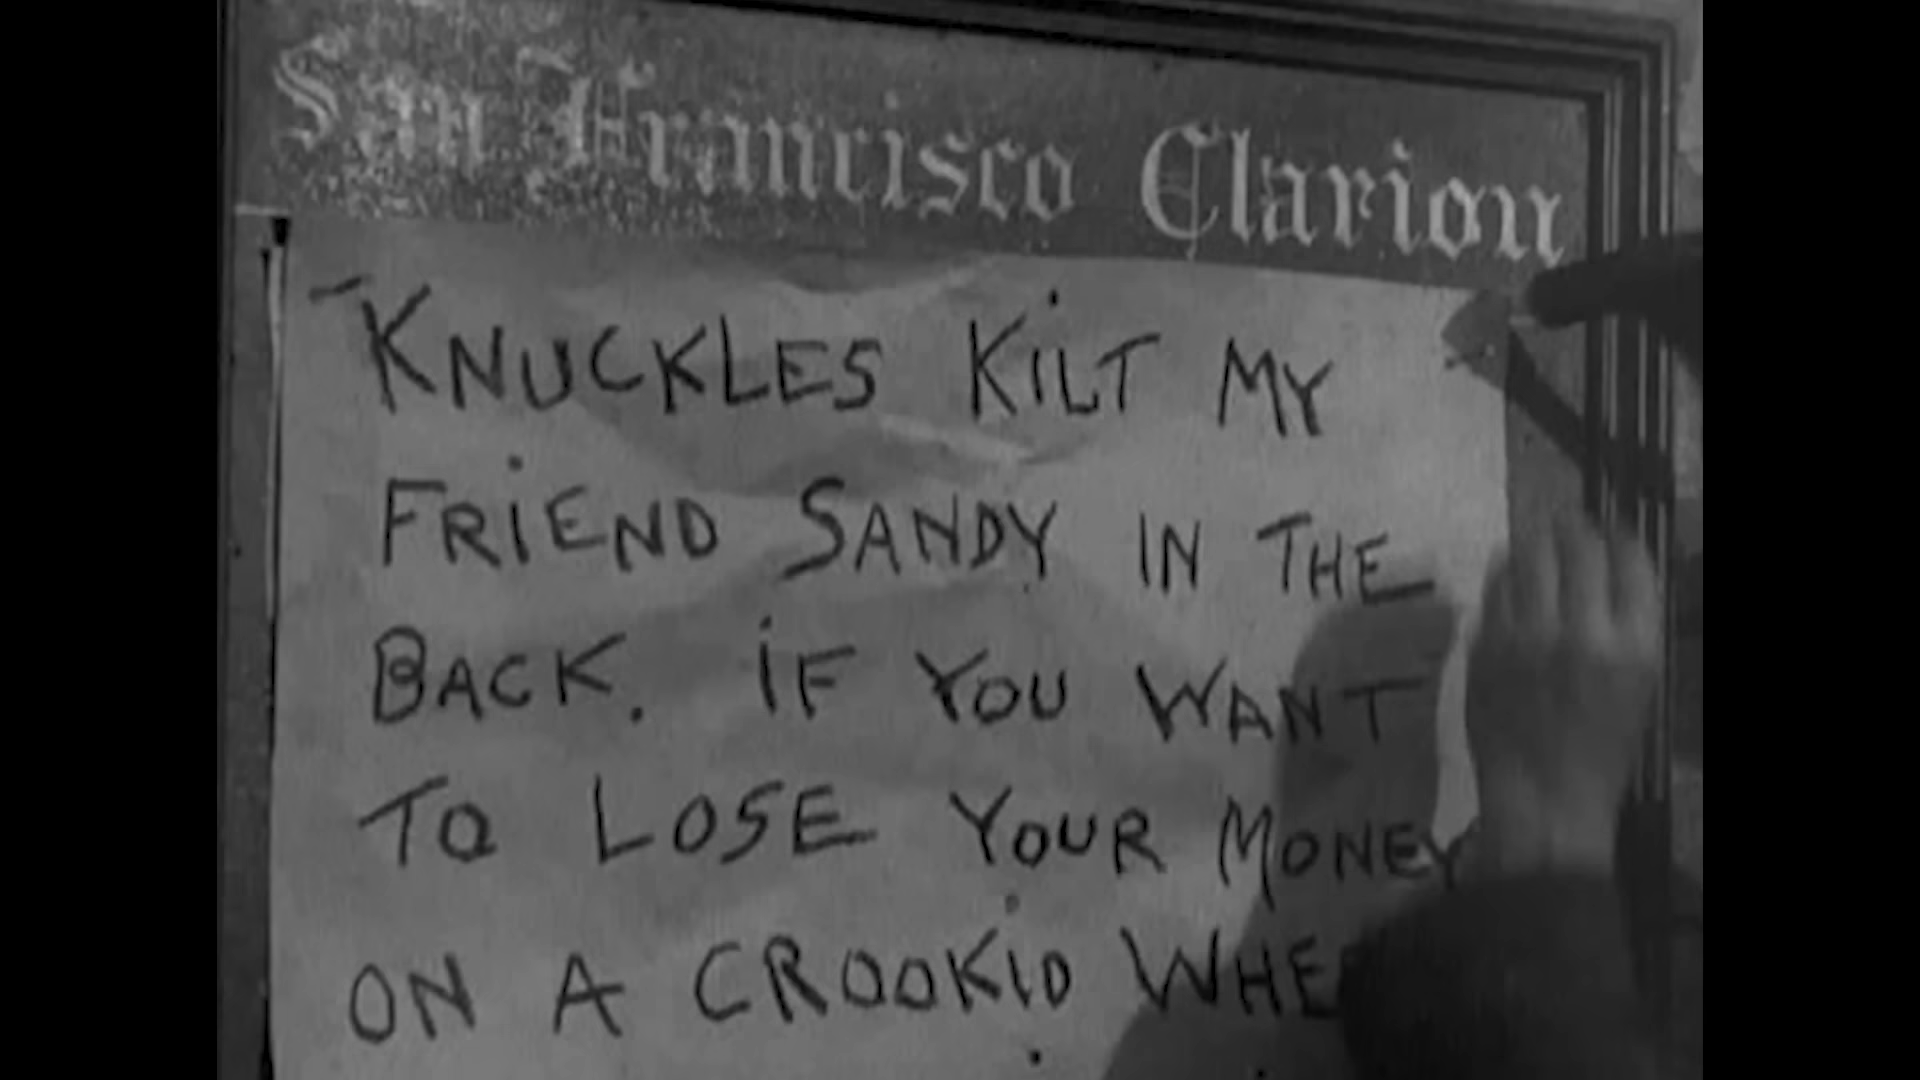 San Francisco Clarion
KNUCKLES KILT MY
FRIEND SANDY IN THE
BACK. IF YOU WANT
TO LOSE YOUR MONEY
ON A CROOKID